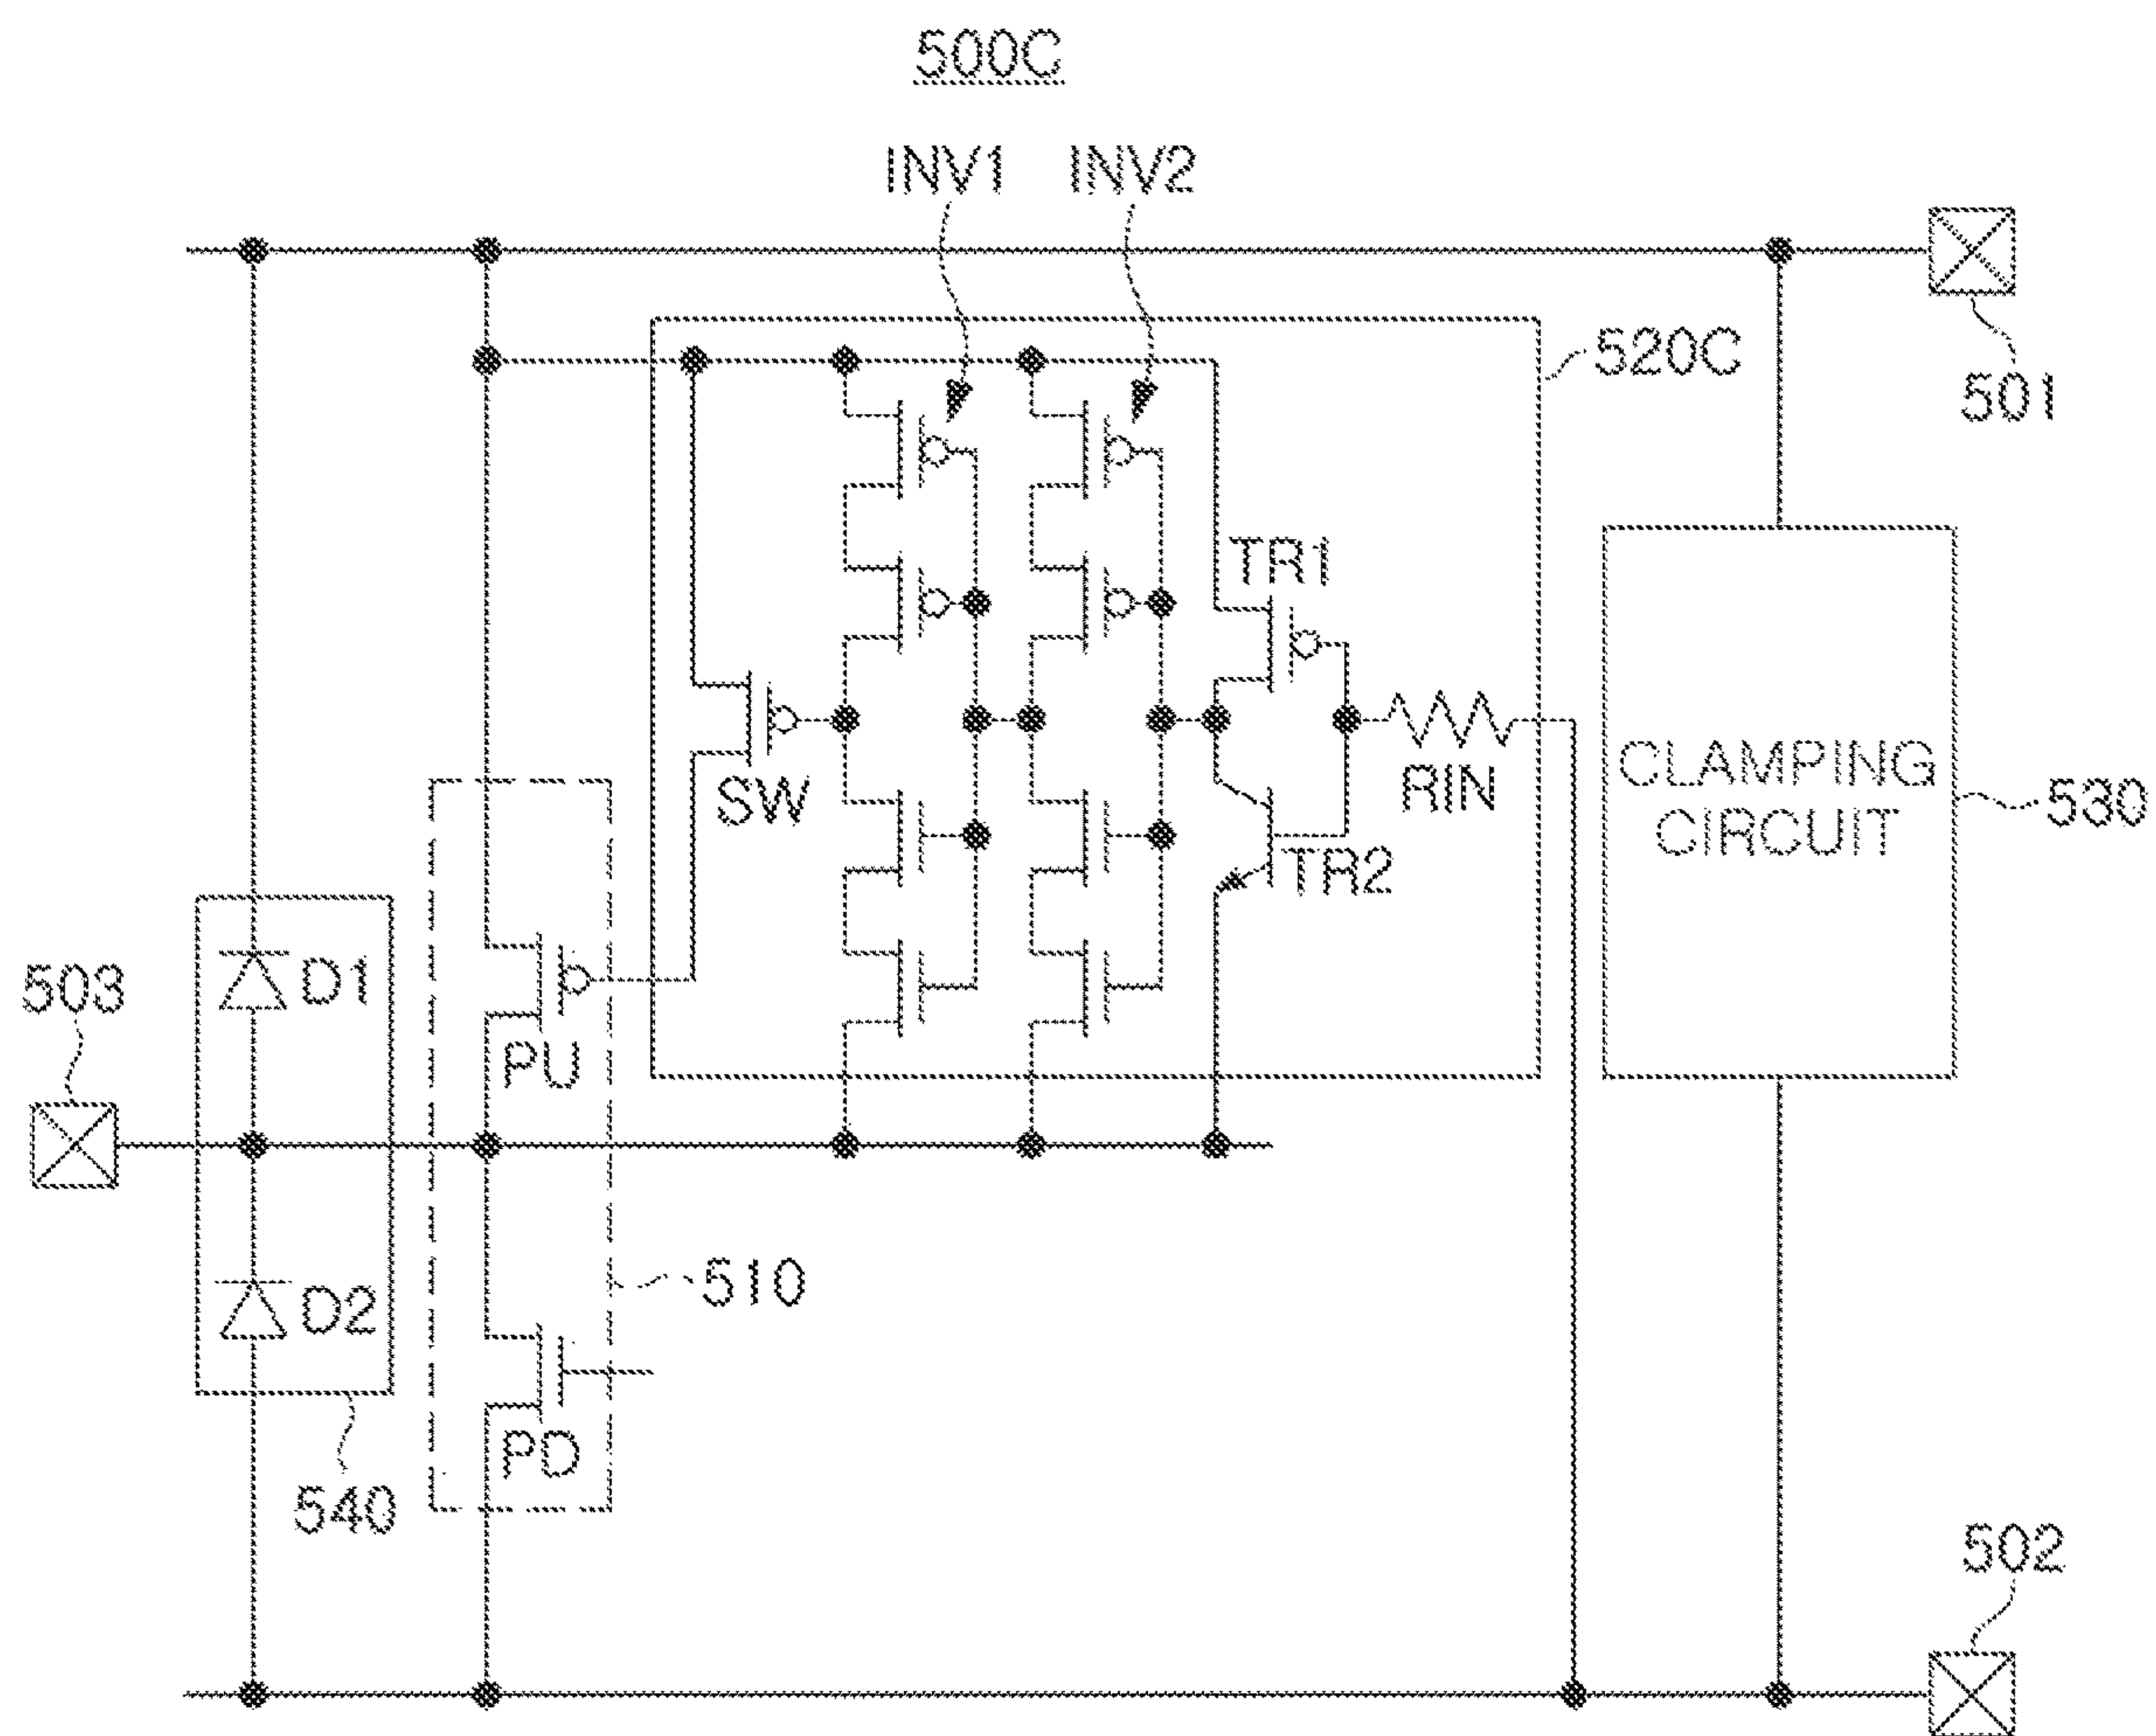 500C
INV1 INV2
520C
501
TR1
SW
RIN
CLAMPING
CIRCUIT
530
TR2
503
D1
PU
510
D2
PD
540
502